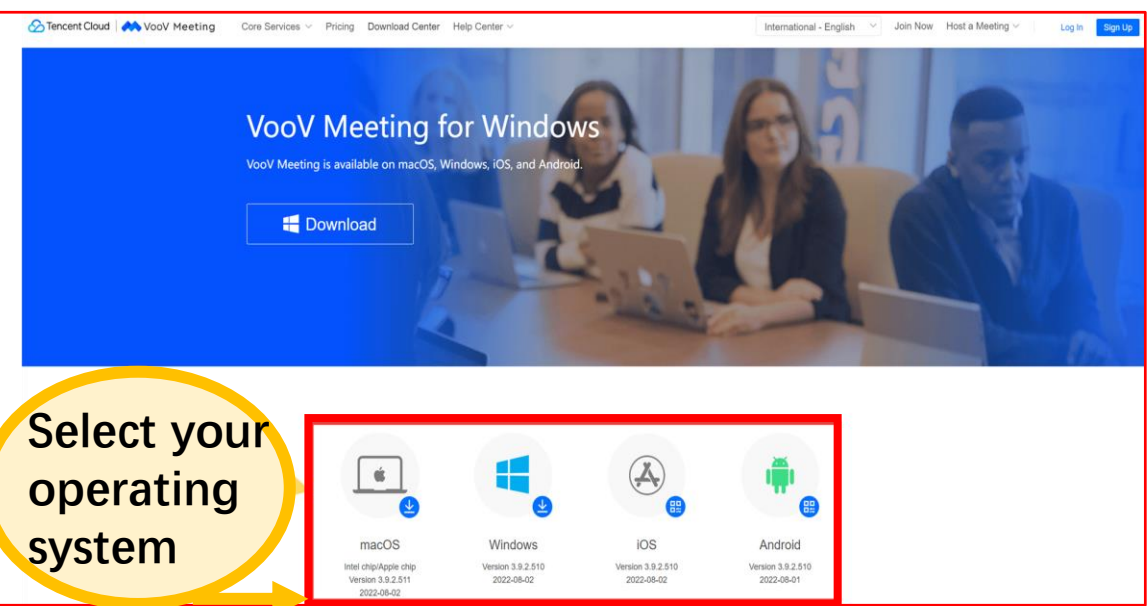 Tencent Cloud VooV Meeting Core Services Pricing Download Center Help Center International - English Join Now Host a Meeting Log In Sign Up
VooV Meeting for Windows
VooV Meeting is available on macOS, Windows, iOS, and Android.
Download
Select your
operating
system
macOS
Intel chip/Apple chip
Version 3.9.2.511
2022-08-02
Windows
Version 3.9.2.510
2022-08-02
iOS
Version 3.9.2.510
2022-08-02
Android
Version 3.9.2.510
2022-08-01